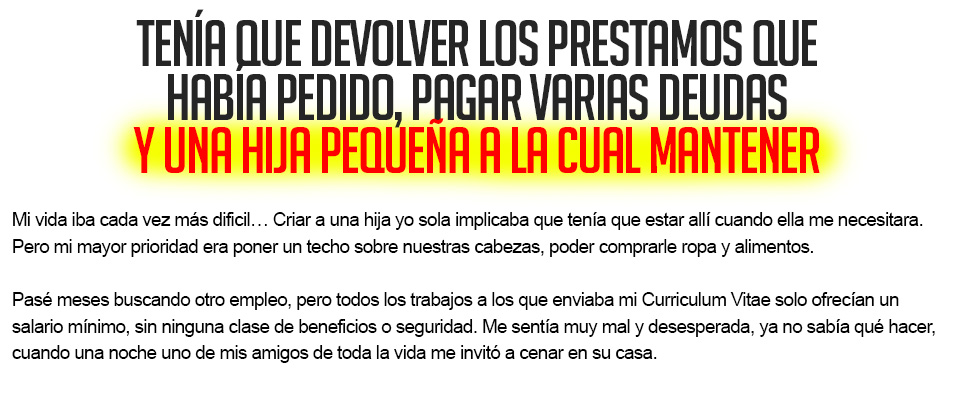 TENÍA QUE DEVOLVER LOS PRESTAMOS QUE
HABÍA PEDIDO, PAGAR VARIAS DEUDAS
Y UNA HIJA PEQUEÑA A LA CUAL MANTENER
Mi vida iba cada vez más dificil… Criar a una hija yo sola implicaba que tenía que estar allí cuando ella me necesitara.
Pero mi mayor prioridad era poner un techo sobre nuestras cabezas, poder comprarle ropa y alimentos.
Pasé meses buscando otro empleo, pero todos los trabajos a los que enviaba mi Curriculum Vitae solo ofrecían un
salario mínimo, sin ninguna clase de beneficios o seguridad. Me sentía muy mal y desesperada, ya no sabía qué hacer,
cuando una noche uno de mis amigos de toda la vida me invitó a cenar en su casa.